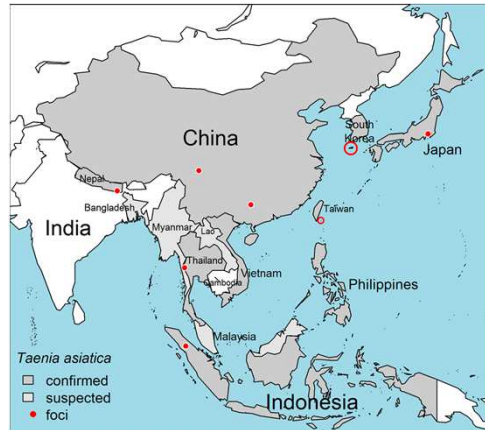 South
Korea
China
Japan
Nepal
Bangladesh
Taiwan
India
Myanmar
Lao
Thailand
Vietnam
Cambodia
Philippines
Malaysia
Taenia asiatica
confirmed
suspected
foci
Indonesia